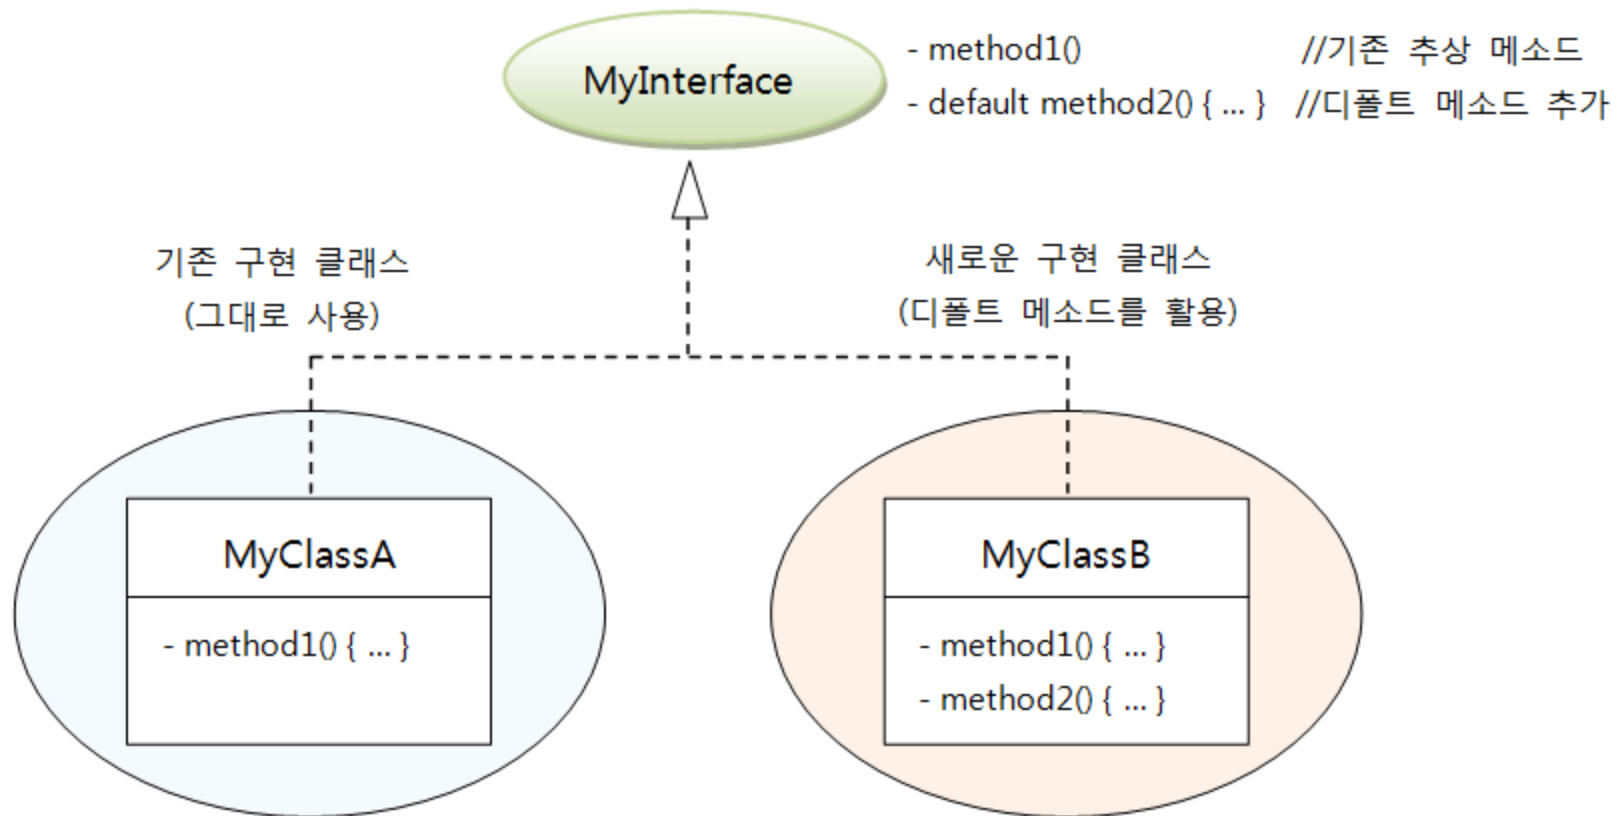 MyInterface
- method1() //기존 추상 메소드
- default method2() { ... } //디폴트 메소드 추가
기존 구현 클래스
(그대로 사용)
새로운 구현 클래스
(디폴트 메소드를 활용)
MyClassA
- method1() { ... }
MyClassB
- method1() { ... }
- method2() { ... }